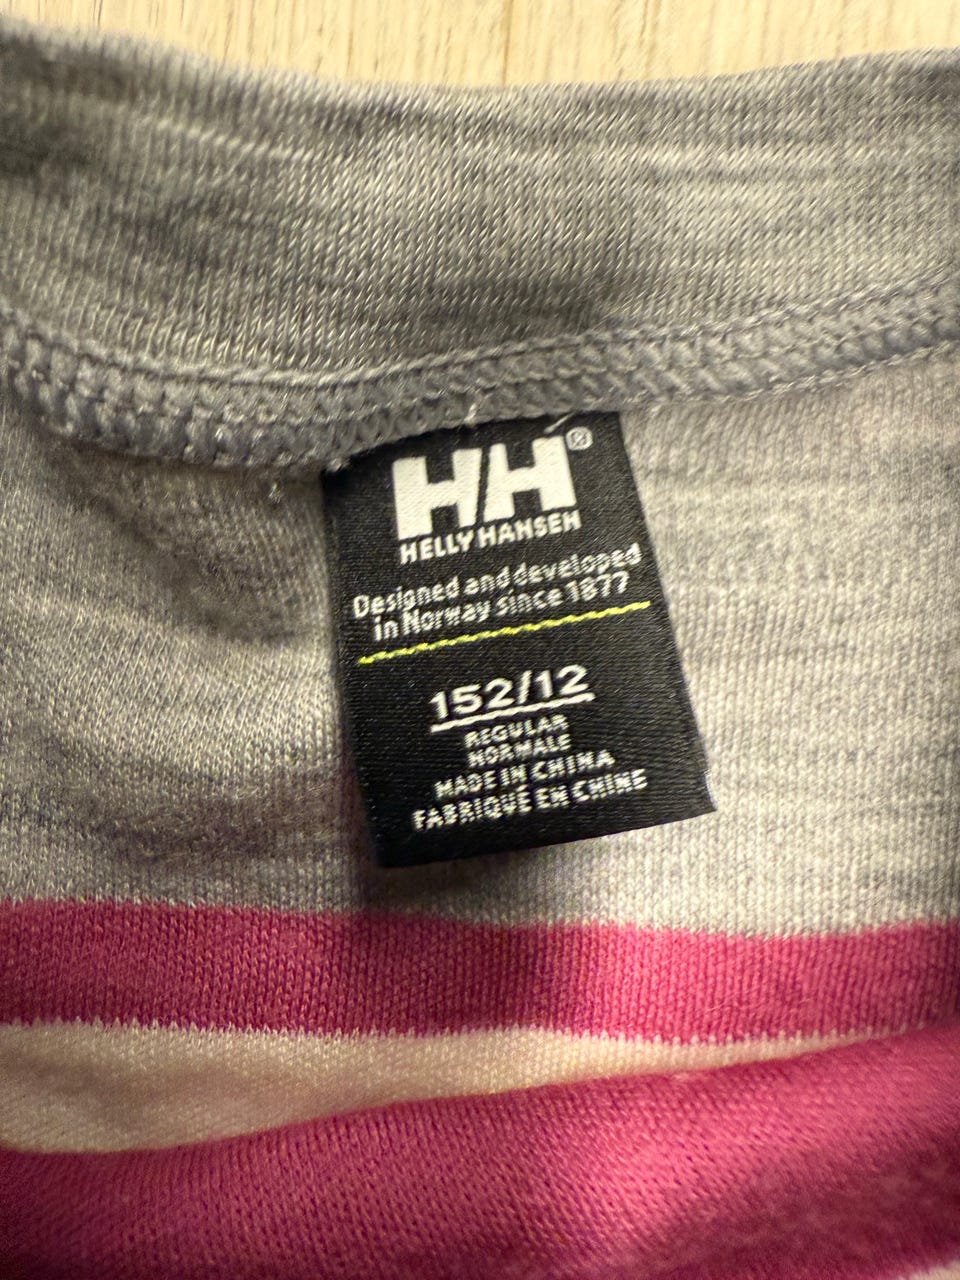 HH®
HELLY HANSEN
Designed and developed
in Norway since 1877
152/12
REGULAR
NORMALE
MADE IN CHINA
FABRIQUÉ EN CHINE